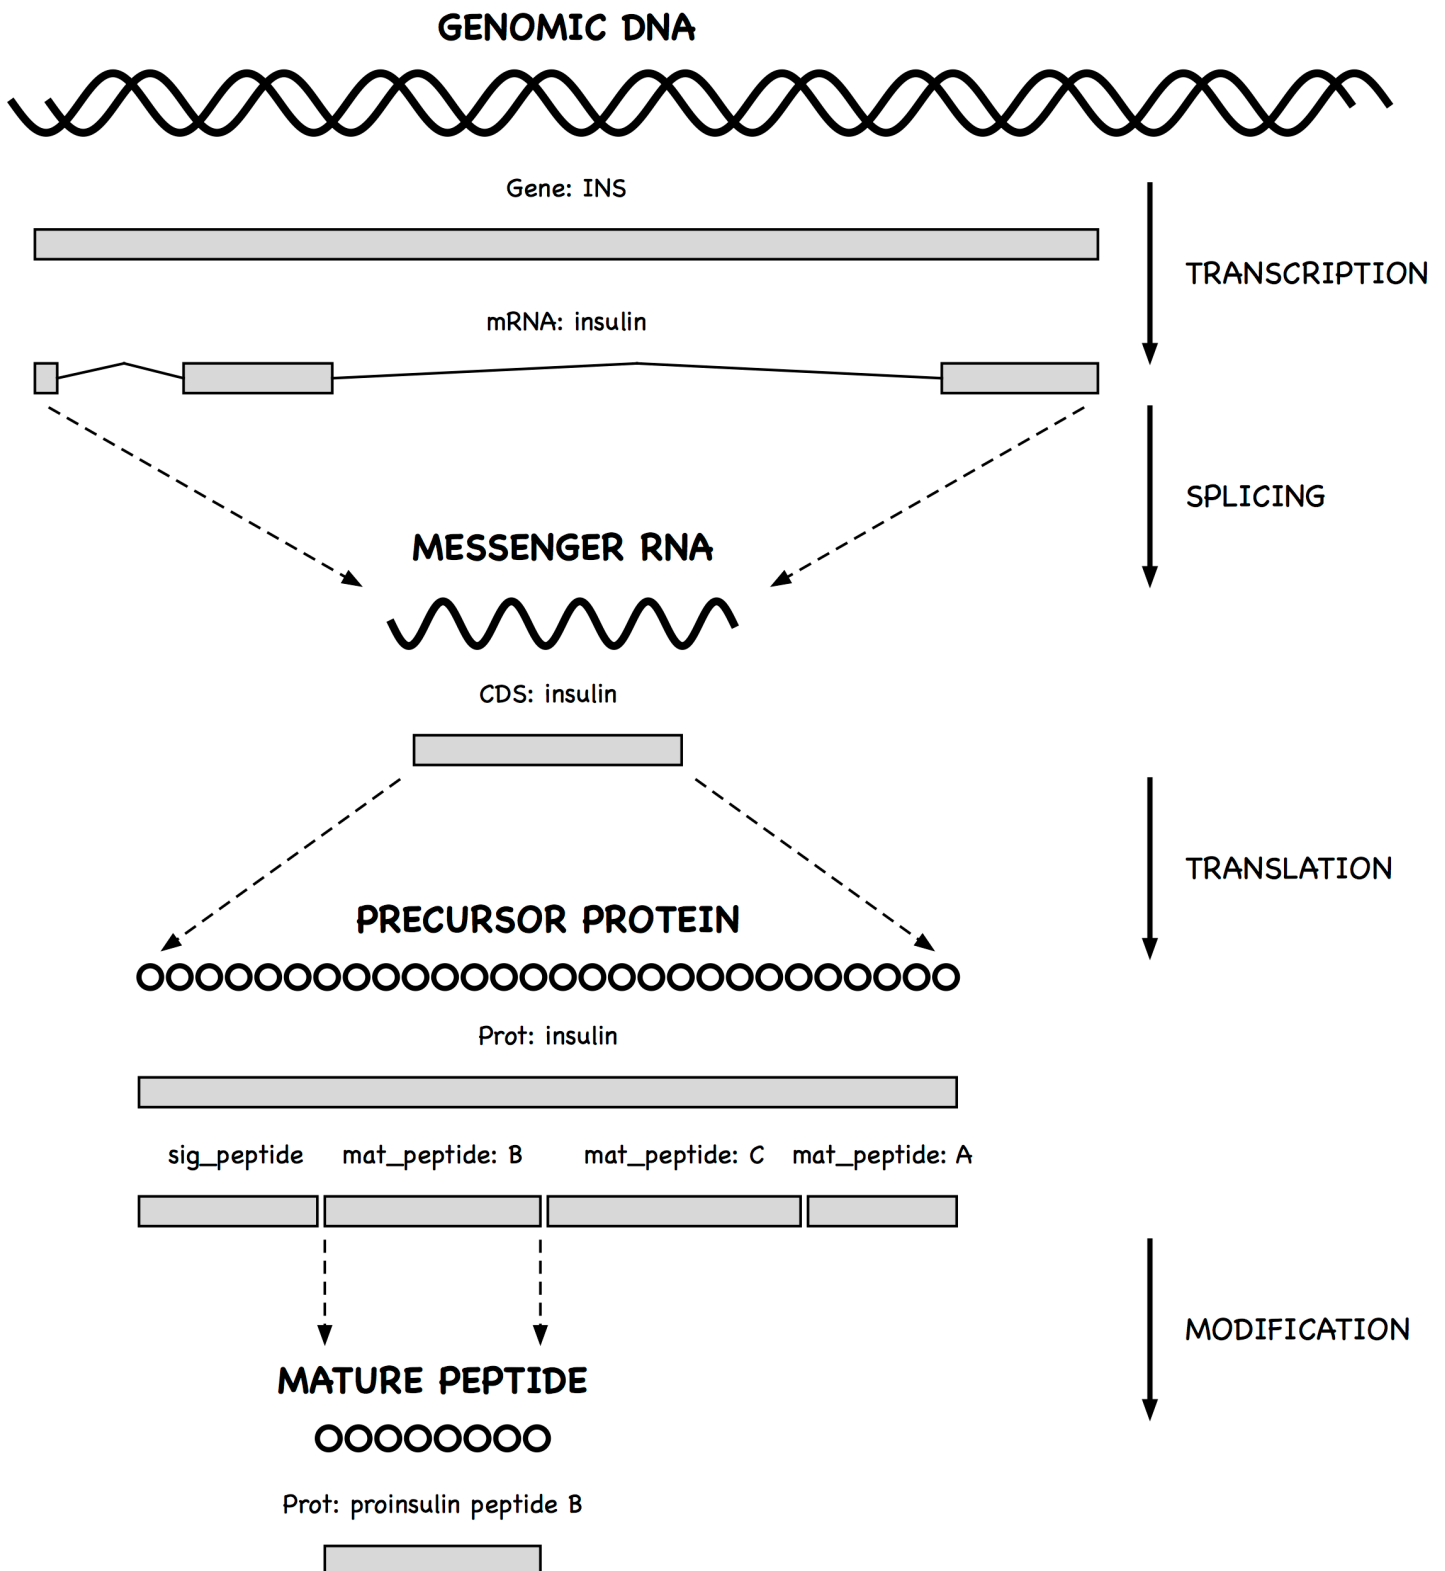 GENOMIC DNA
Gene: INS
TRANSCRIPTION
mRNA: insulin
SPLICING
MESSENGER RNA
CDS: insulin
TRANSLATION
PRECURSOR PROTEIN
Prot: insulin
sig_peptide mat_peptide: B mat_peptide: C mat_peptide: A
MODIFICATION
MATURE PEPTIDE
Prot: proinsulin peptide B